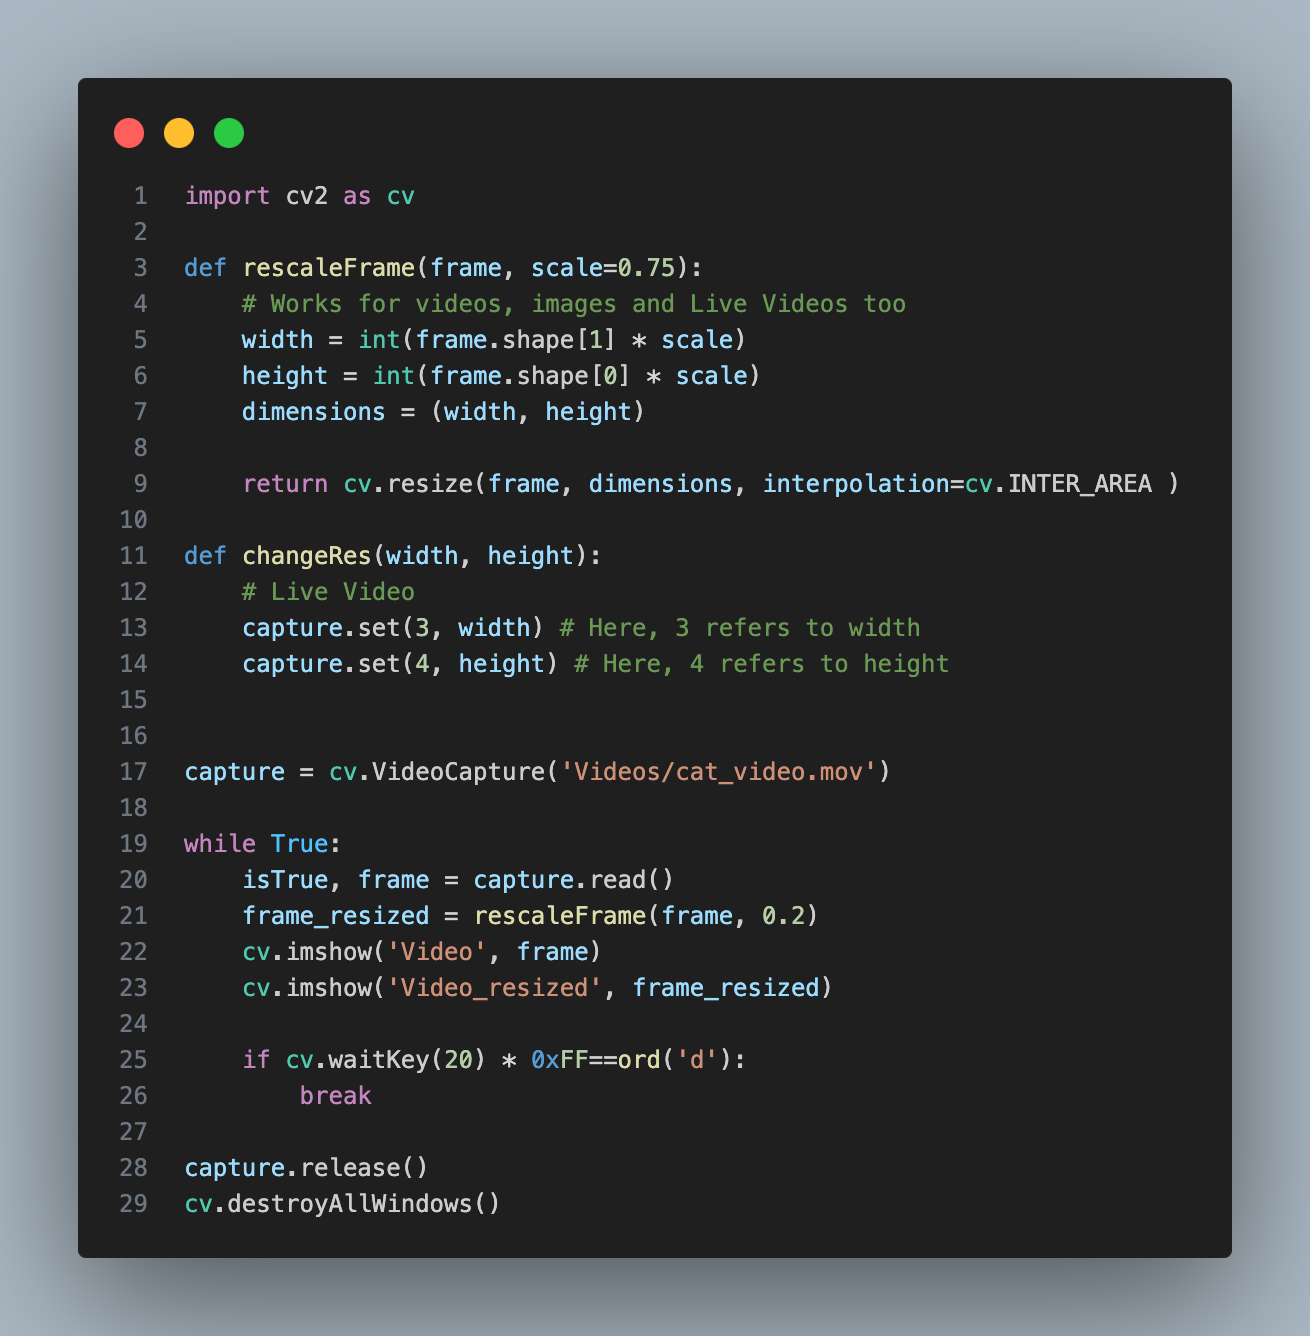 1 import cv2 as cv
2
3 def rescaleFrame(frame, scale=0.75):
4     # Works for videos, images and Live Videos too
5     width = int(frame.shape[1] * scale)
6     height = int(frame.shape[0] * scale)
7     dimensions = (width, height)
8
9     return cv.resize(frame, dimensions, interpolation=cv.INTER_AREA )
10
11 def changeRes(width, height):
12     # Live Video
13     capture.set(3, width) # Here, 3 refers to width
14     capture.set(4, height) # Here, 4 refers to height
15
16
17 capture = cv.VideoCapture('Videos/cat_video.mov')
18
19 while True:
20     isTrue, frame = capture.read()
21     frame_resized = rescaleFrame(frame, 0.2)
22     cv.imshow('Video', frame)
23     cv.imshow('Video_resized', frame_resized)
24
25     if cv.waitKey(20) * 0xFF==ord('d'):
26         break
27
28 capture.release()
29 cv.destroyAllWindows()